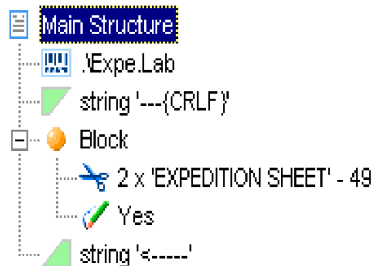 Main Structure
.\Expe.Lab
string '---{CRLF}'
Block
2 x 'EXPEDITION SHEET' - 49
Yes
string '<-----'